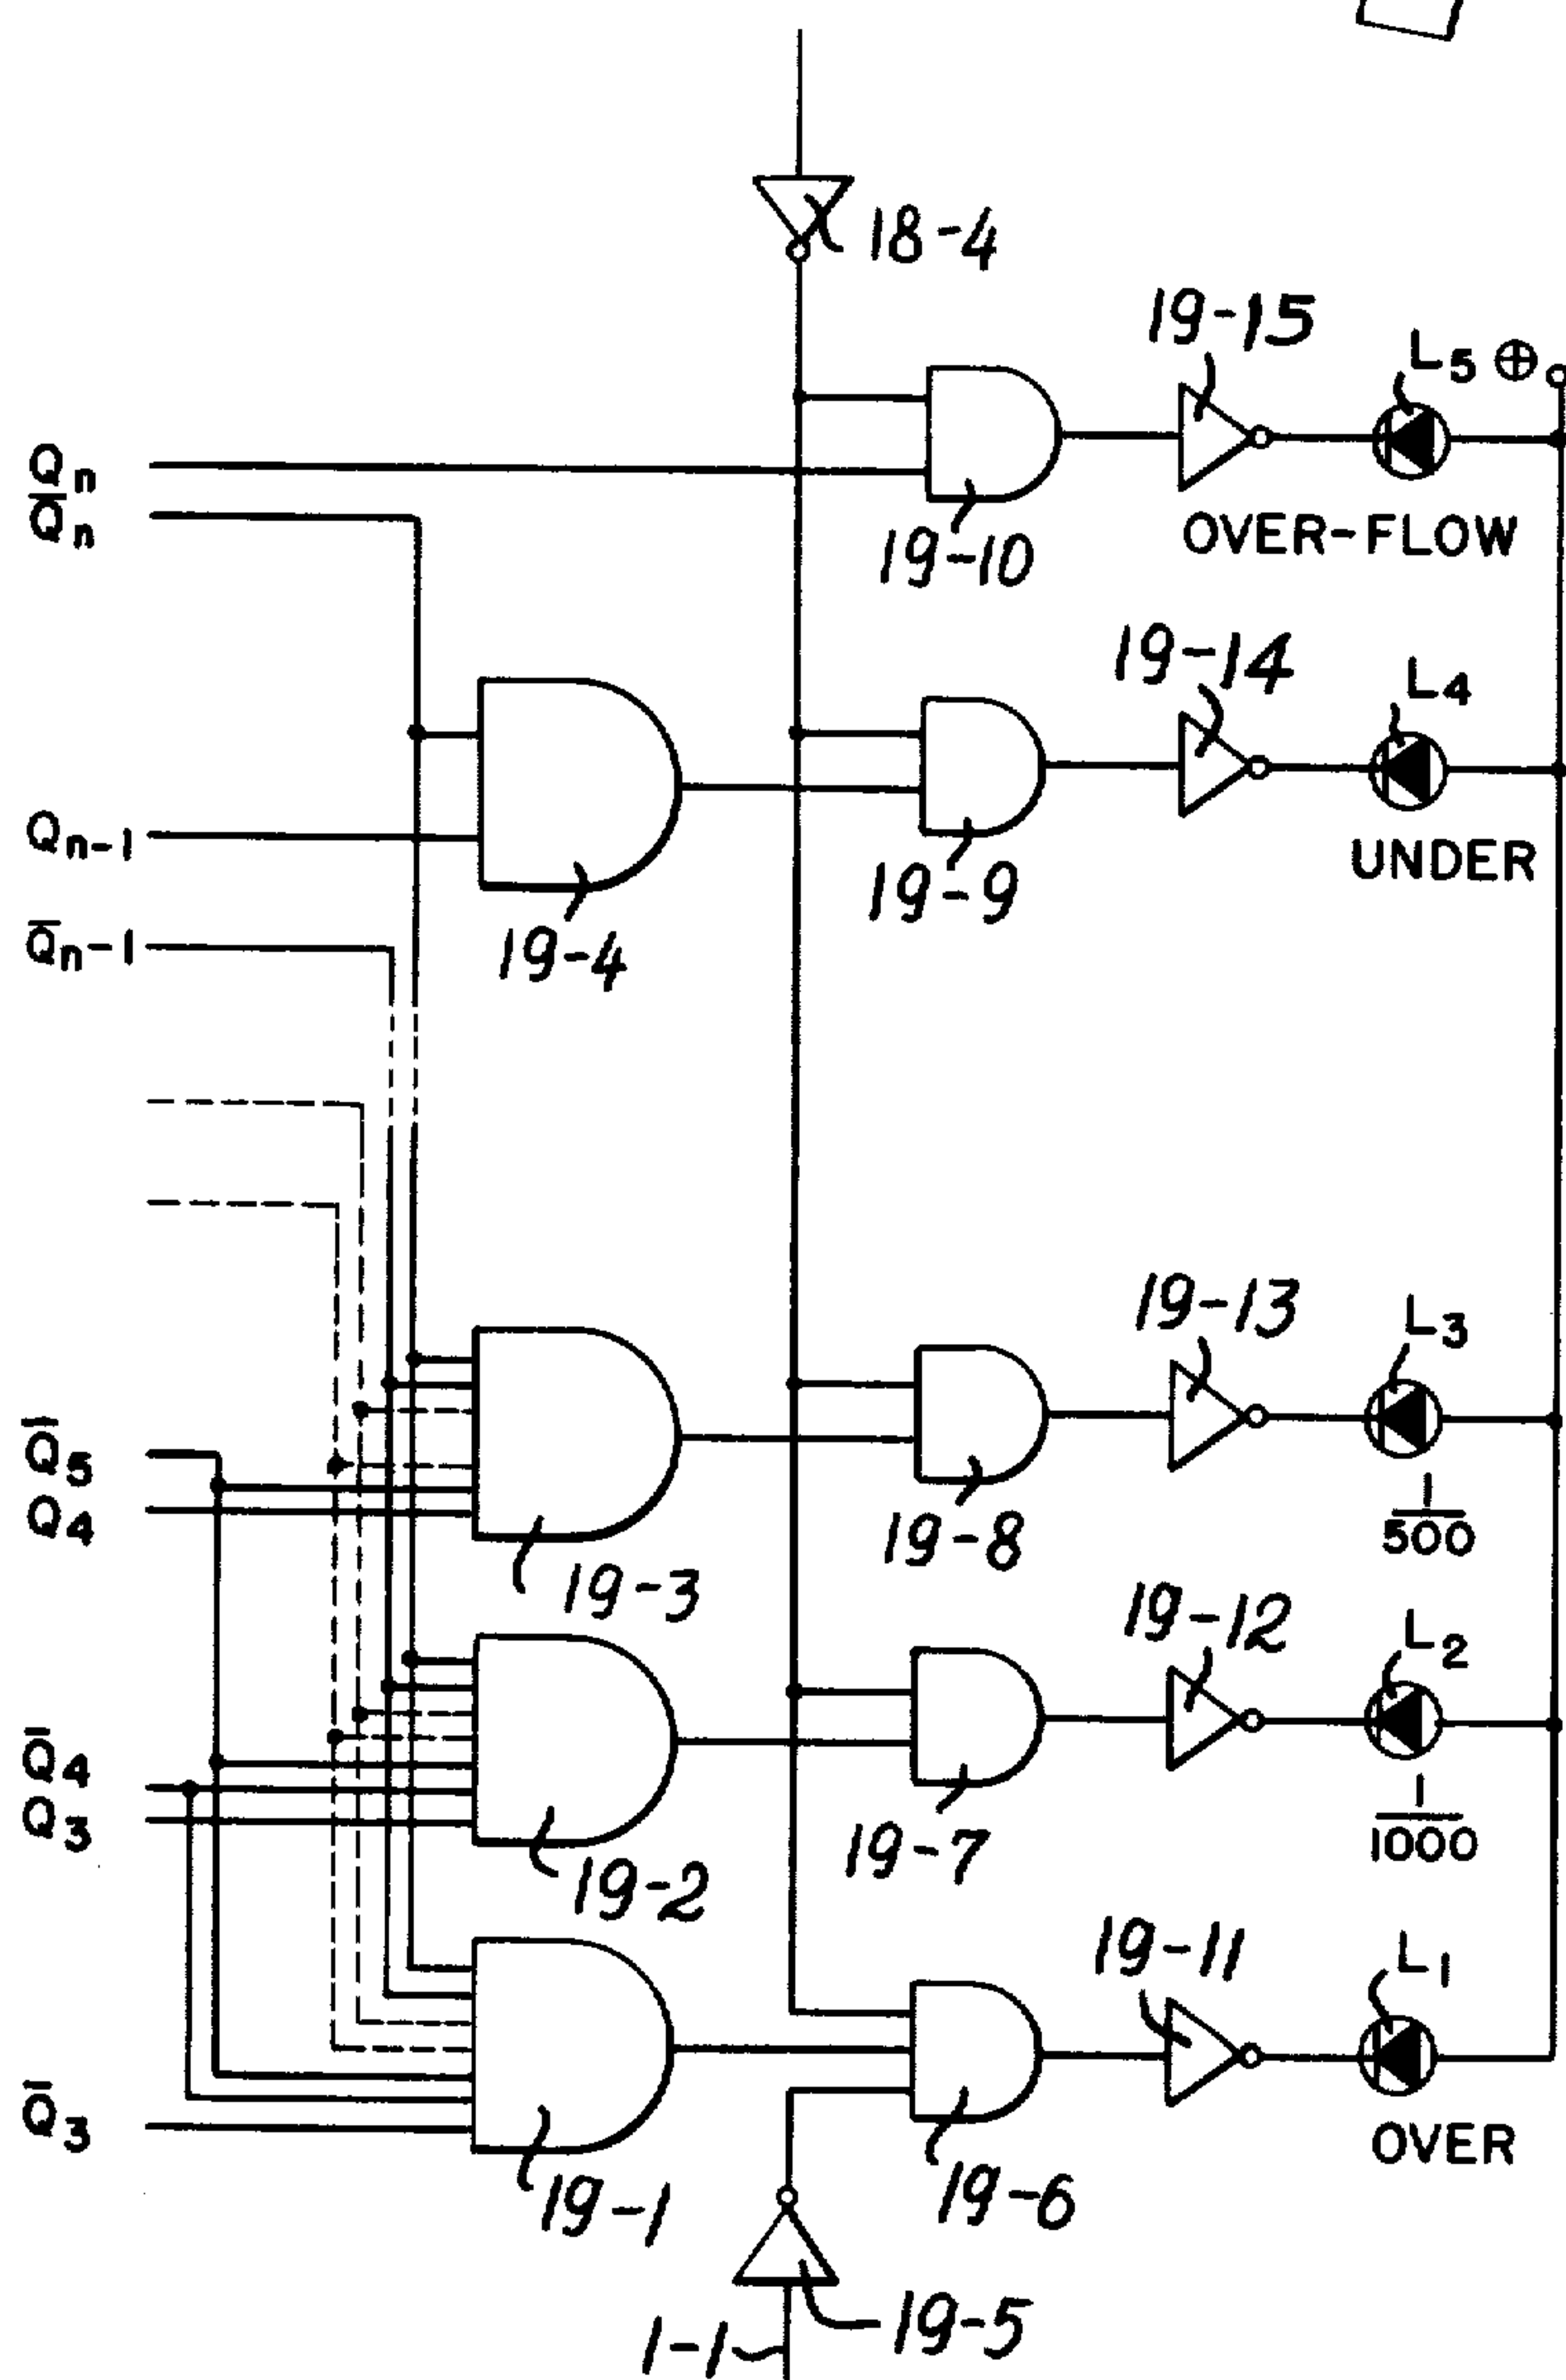 18-4
19-15
L5 ⊕
Qn
Q̅n
19-10
OVER-FLOW
19-14
L4
Qn-1
19-9
UNDER
Q̅n-1
19-4
19-13
L3
Q̅5
Q4
19-8
1/500
19-3
19-12
L2
Q̅4
Q3
19-7
1/1000
19-2
19-11
L1
Q̅3
OVER
19-1
19-6
19-5
1-1